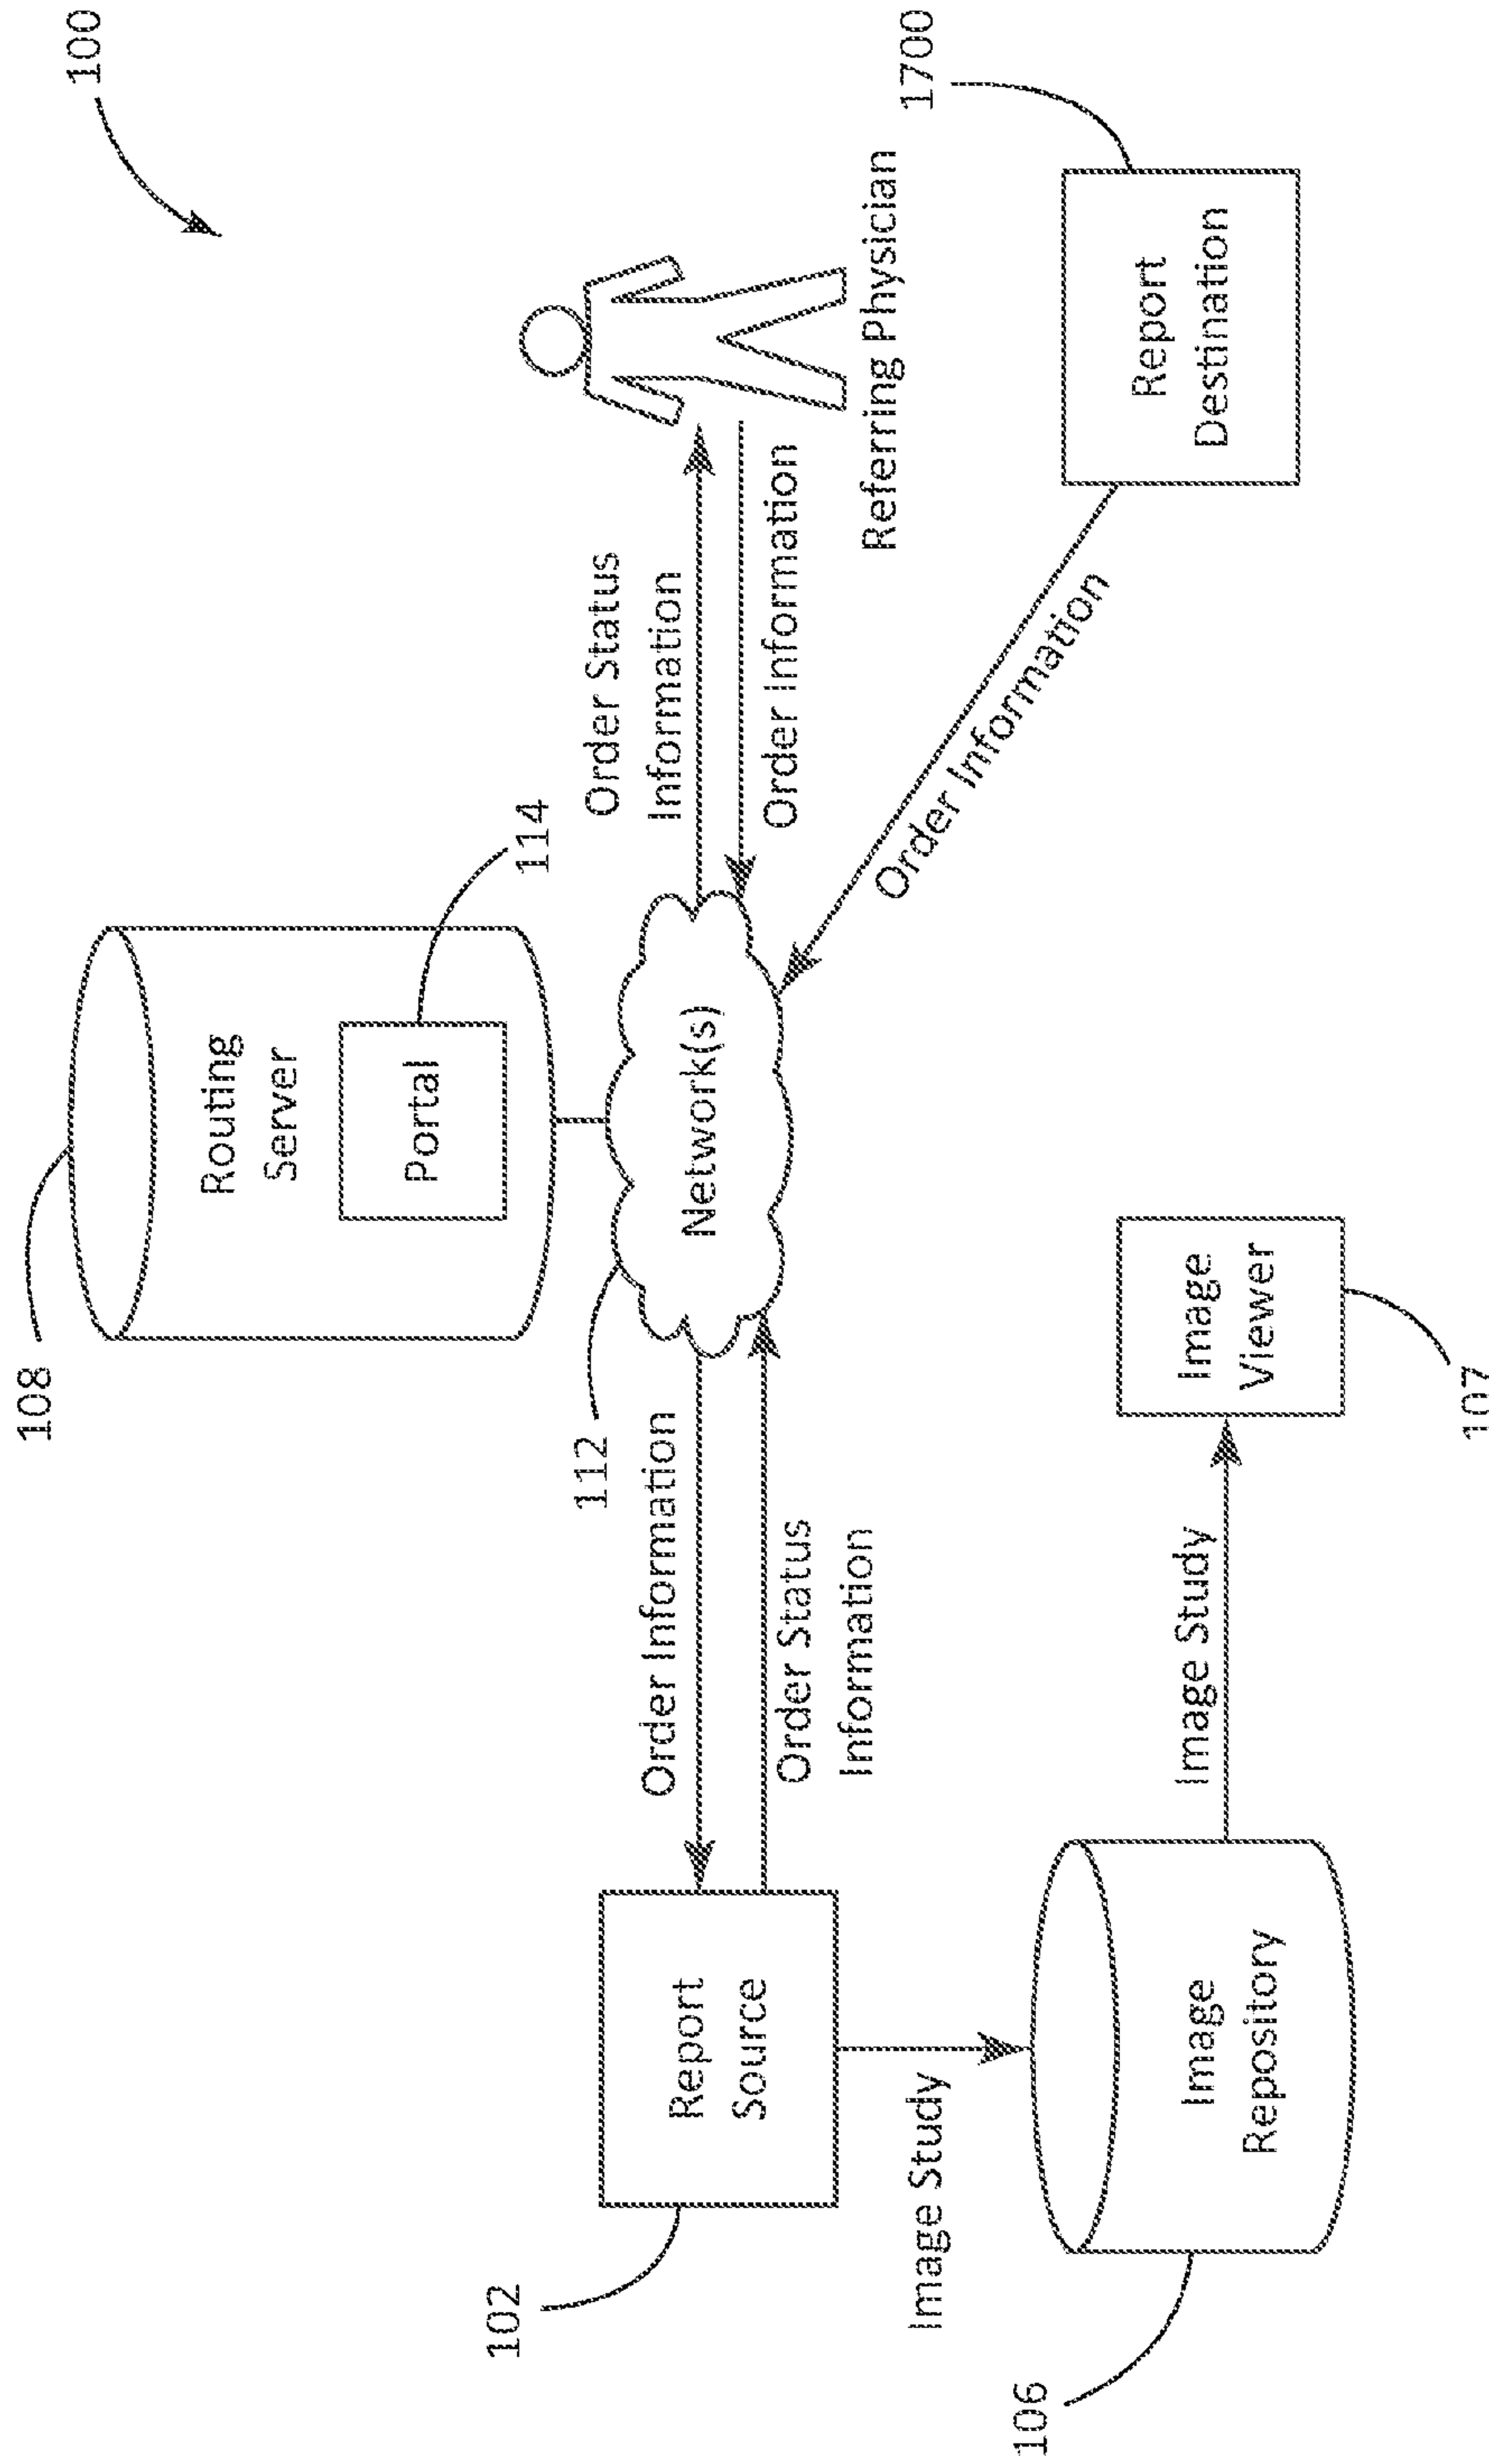 100
108
Routing
Server
Portal
114
112
Network(s)
Order Status
Information
Order Information
Referring Physician
Order Information
1700
Report
Destination
102
Report
Source
Order Information
Order Status
Information
Image Study
106
Image
Repository
Image Study
Image
Viewer
107